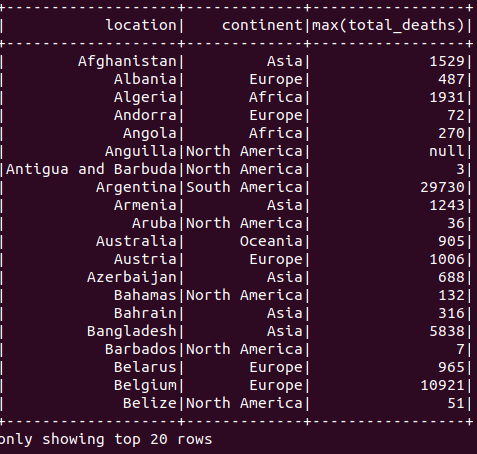 +--------------------+-------------+-----------------+
|            location|    continent|max(total_deaths)|
+--------------------+-------------+-----------------+
|         Afghanistan|         Asia|             1529|
|             Albania|       Europe|              487|
|             Algeria|       Africa|             1931|
|             Andorra|       Europe|               72|
|              Angola|       Africa|              270|
|            Anguilla|North America|             null|
| Antigua and Barbuda|North America|                3|
|           Argentina|South America|            29730|
|             Armenia|         Asia|             1243|
|               Aruba|North America|               36|
|           Australia|      Oceania|              905|
|             Austria|       Europe|             1006|
|          Azerbaijan|         Asia|              688|
|             Bahamas|North America|              132|
|             Bahrain|         Asia|              316|
|          Bangladesh|         Asia|             5838|
|            Barbados|North America|                7|
|             Belarus|       Europe|              965|
|             Belgium|       Europe|            10921|
|              Belize|North America|               51|
+--------------------+-------------+-----------------+
only showing top 20 rows